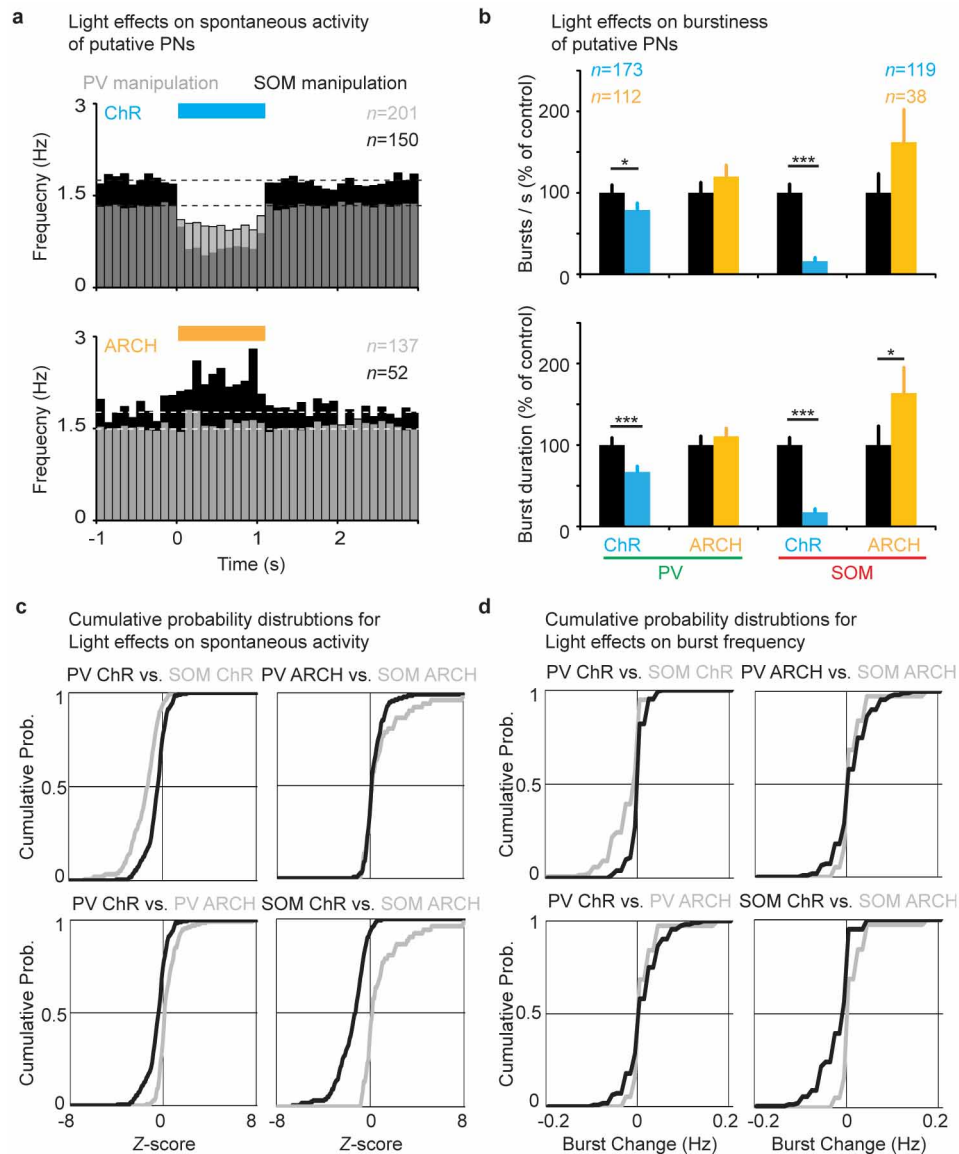 a
Light effects on spontaneous activity
of putative PNs
PV manipulation
SOM manipulation
ChR
n=201
n=150
3
1.5
0
Frequecny (Hz)
ARCH
n=137
n=52
3
1.5
0
Frequecny (Hz)
-1 0 1 2
Time (s)
b
Light effects on burstiness
of putative PNs
n=173
n=112
n=119
n=38
200
100
0
Bursts / s (% of control)
*
***
200
100
0
Burst duration (% of control)
***
***
*
ChR ARCH ChR ARCH
PV SOM
c
Cumulative probability distrubtions for
Light effects on spontaneous activity
PV ChR vs. SOM ChR
PV ARCH vs. SOM ARCH
1
0.5
0
Cumulative Prob.
PV ChR vs. PV ARCH
SOM ChR vs. SOM ARCH
1
0.5
0
Cumulative Prob.
-8 0 8 0 8
Z-score Z-score
d
Cumulative probability distrubtions for
Light effects on burst frequency
PV ChR vs. SOM ChR
PV ARCH vs. SOM ARCH
1
0.5
0
Cumulative Prob.
PV ChR vs. PV ARCH
SOM ChR vs. SOM ARCH
1
0.5
0
Cumulative Prob.
-0.2 0 0.2 -0.2 0 0.2
Burst Change (Hz) Burst Change (Hz)